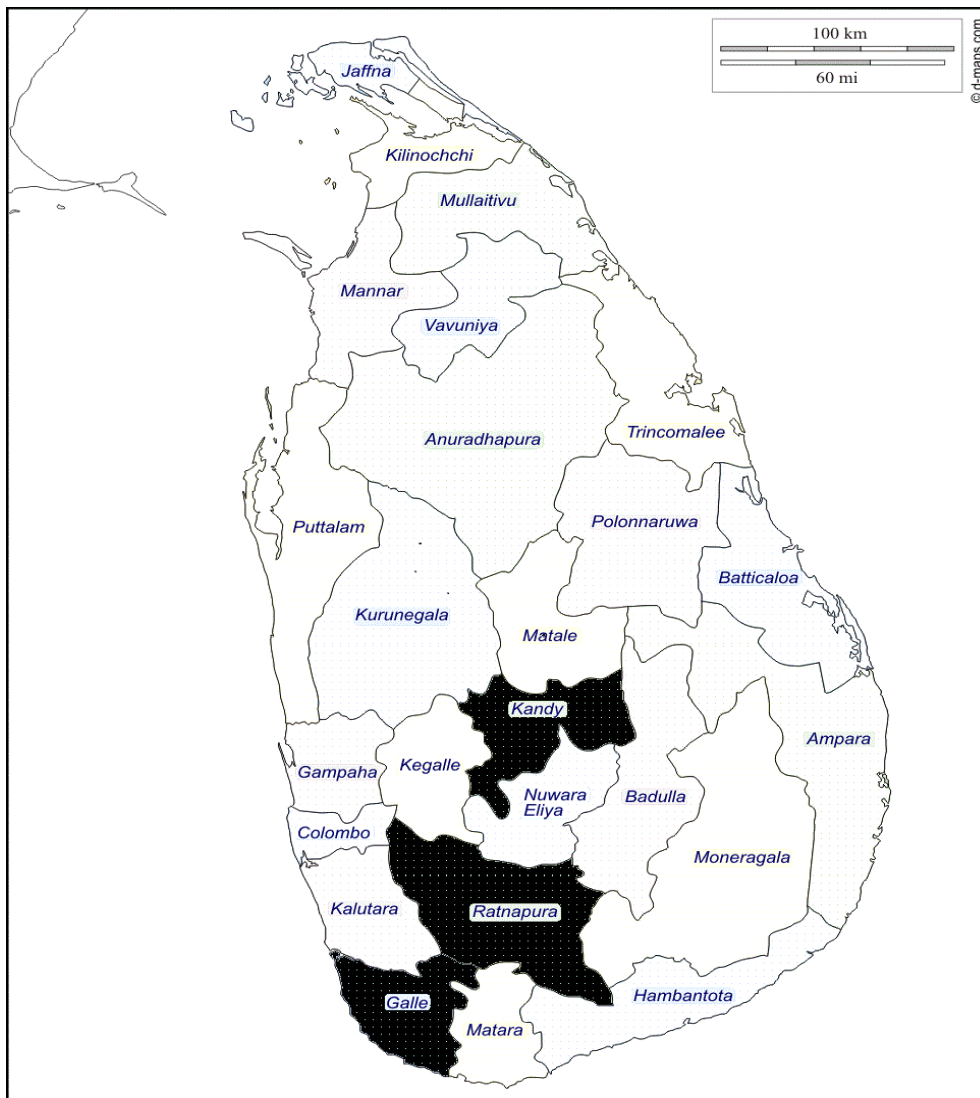 100 km
60 mi
© d-maps.com
Jaffna
Kilinochchi
Mullaitivu
Mannar
Vavuniya
Anuradhapura
Trincomalee
Puttalam
Polonnaruwa
Batticaloa
Kurunegala
Matale
Kandy
Ampara
Gampaha
Kegalle
Nuwara
Eliya
Badulla
Colombo
Moneragala
Kalutara
Ratnapura
Galle
Hambantota
Matara